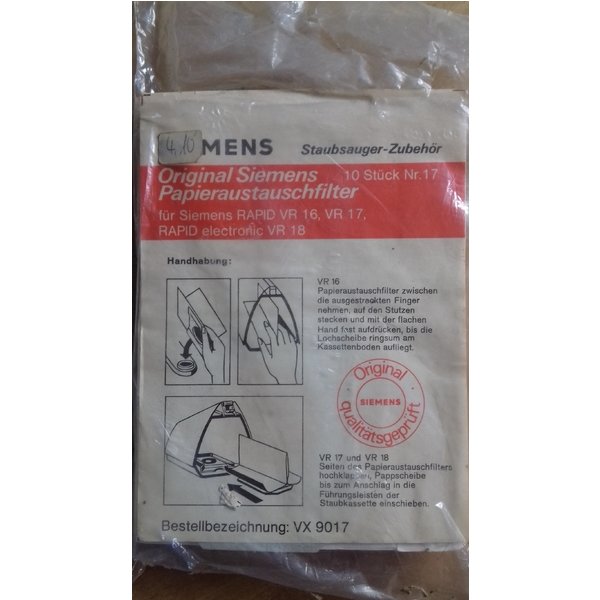 4,10
MENS
Staubsauger-Zubehör
Original Siemens 10 Stück Nr.17
Papieraustauschfilter
für Siemens RAPID VR 16, VR 17,
RAPID electronic VR 18
Handhabung:
VR 16
Papieraustauschfilter zwischen
die ausgestreckten Finger
nehmen, auf den Stutzen
stecken und mit der flachen
Hand fest aufdrücken, bis die
Lochscheibe ringsum am
Kassettenboden aufliegt.
Original
SIEMENS
qualitätsgeprüft
VR 17 und VR 18
Seiten des Papieraustauschfilters
hochklappen, Pappscheibe
bis zum Anschlag in die
Führungsleisten der
Staubkassette einschieben.
Bestellbezeichnung: VX 9017